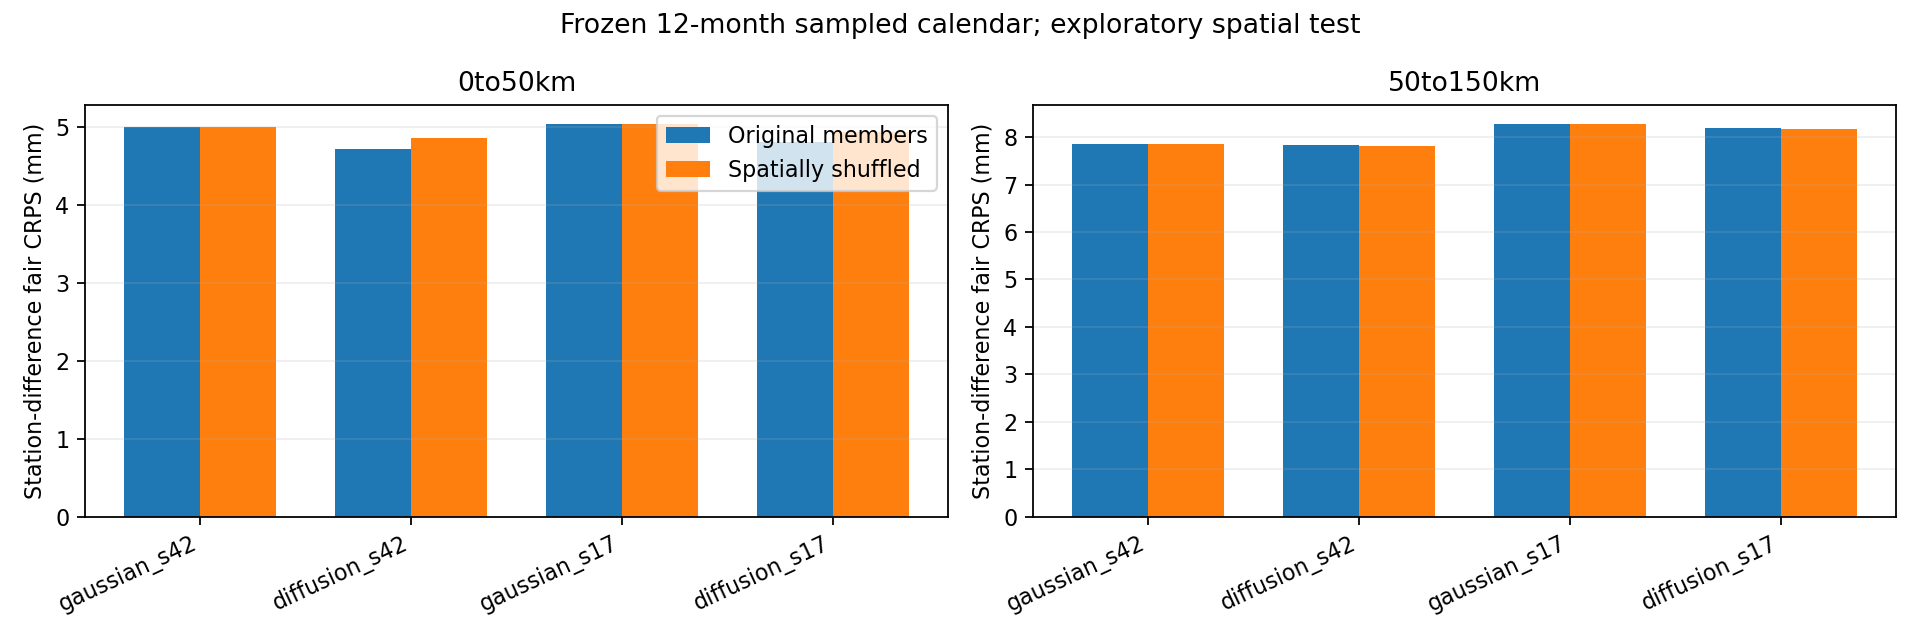 Frozen 12-month sampled calendar; exploratory spatial test
0to50km
Station-difference fair CRPS (mm)
5
4
3
2
1
0
Original members
Spatially shuffled
gaussian_s42
diffusion_s42
gaussian_s17
diffusion_s17
50to150km
Station-difference fair CRPS (mm)
8
7
6
5
4
3
2
1
0
gaussian_s42
diffusion_s42
gaussian_s17
diffusion_s17